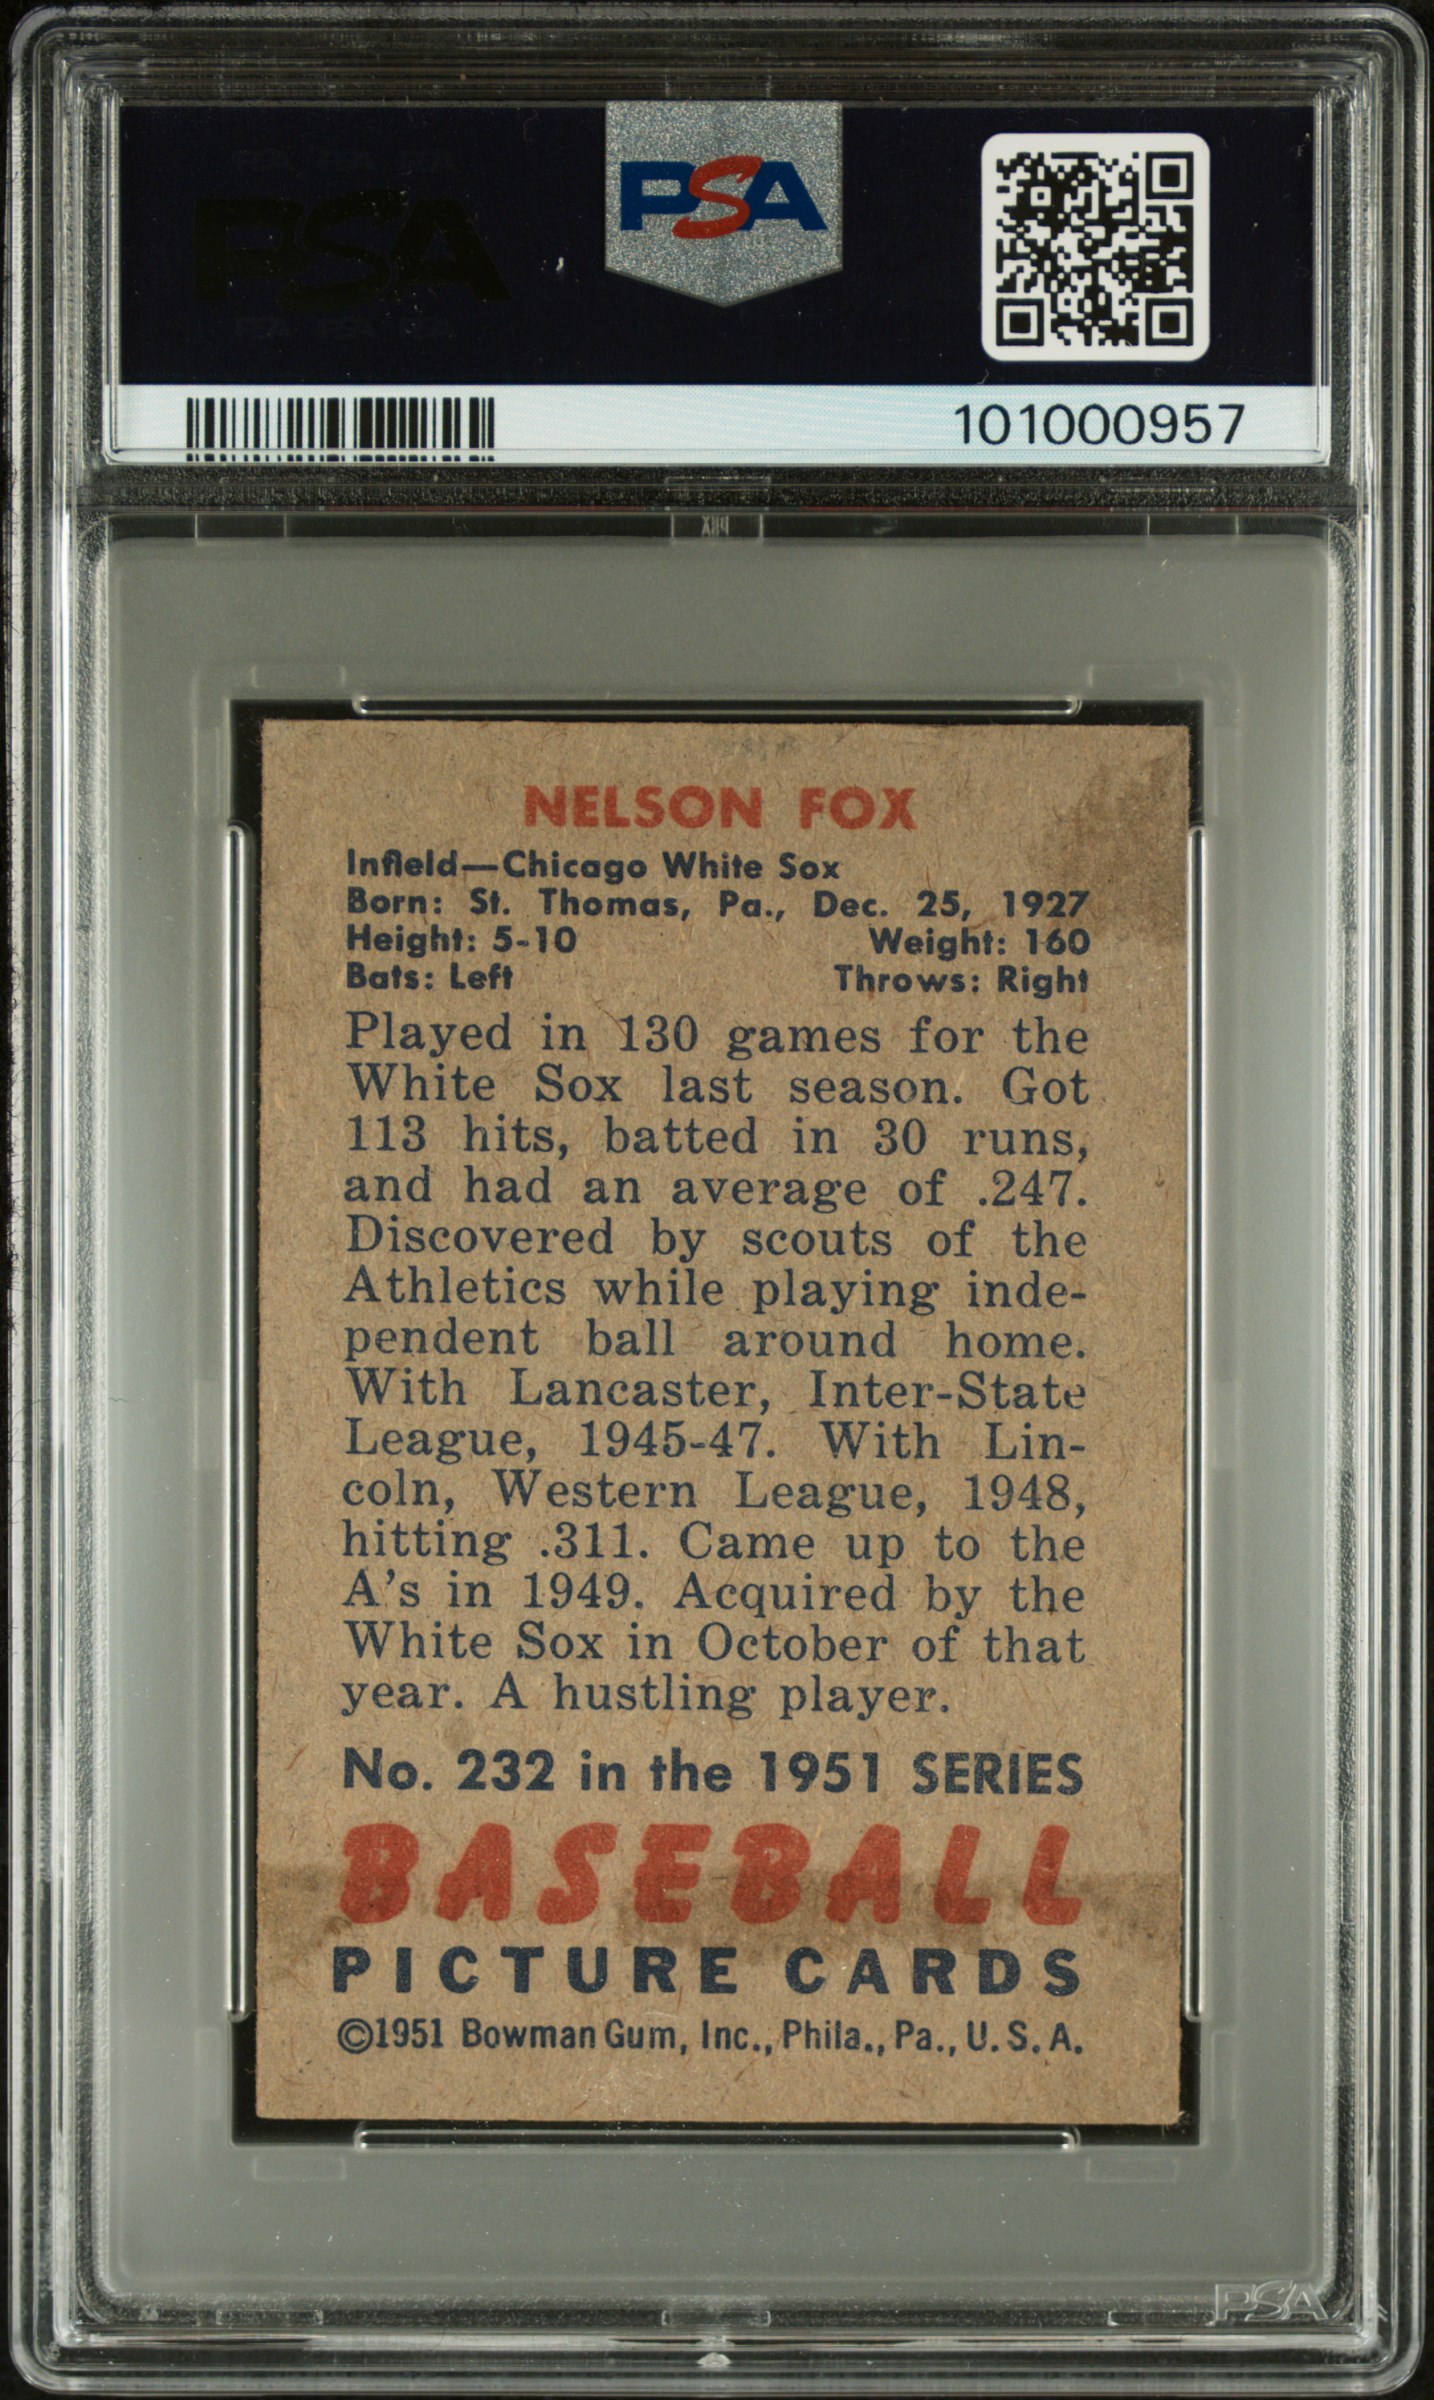 PSA
PSA
101000957
NELSON FOX
Infield—Chicago White Sox
Born: St. Thomas, Pa., Dec. 25, 1927
Height: 5-10 Weight: 160
Bats: Left Throws: Right
Played in 130 games for the
White Sox last season. Got
113 hits, batted in 30 runs,
and had an average of .247.
Discovered by scouts of the
Athletics while playing inde-
pendent ball around home.
With Lancaster, Inter-State
League, 1945-47. With Lin-
coln, Western League, 1948,
hitting .311. Came up to the
A's in 1949. Acquired by the
White Sox in October of that
year. A hustling player.
No. 232 in the 1951 SERIES
BASEBALL
PICTURE CARDS
©1951 Bowman Gum, Inc., Phila., Pa., U.S.A.
PSA